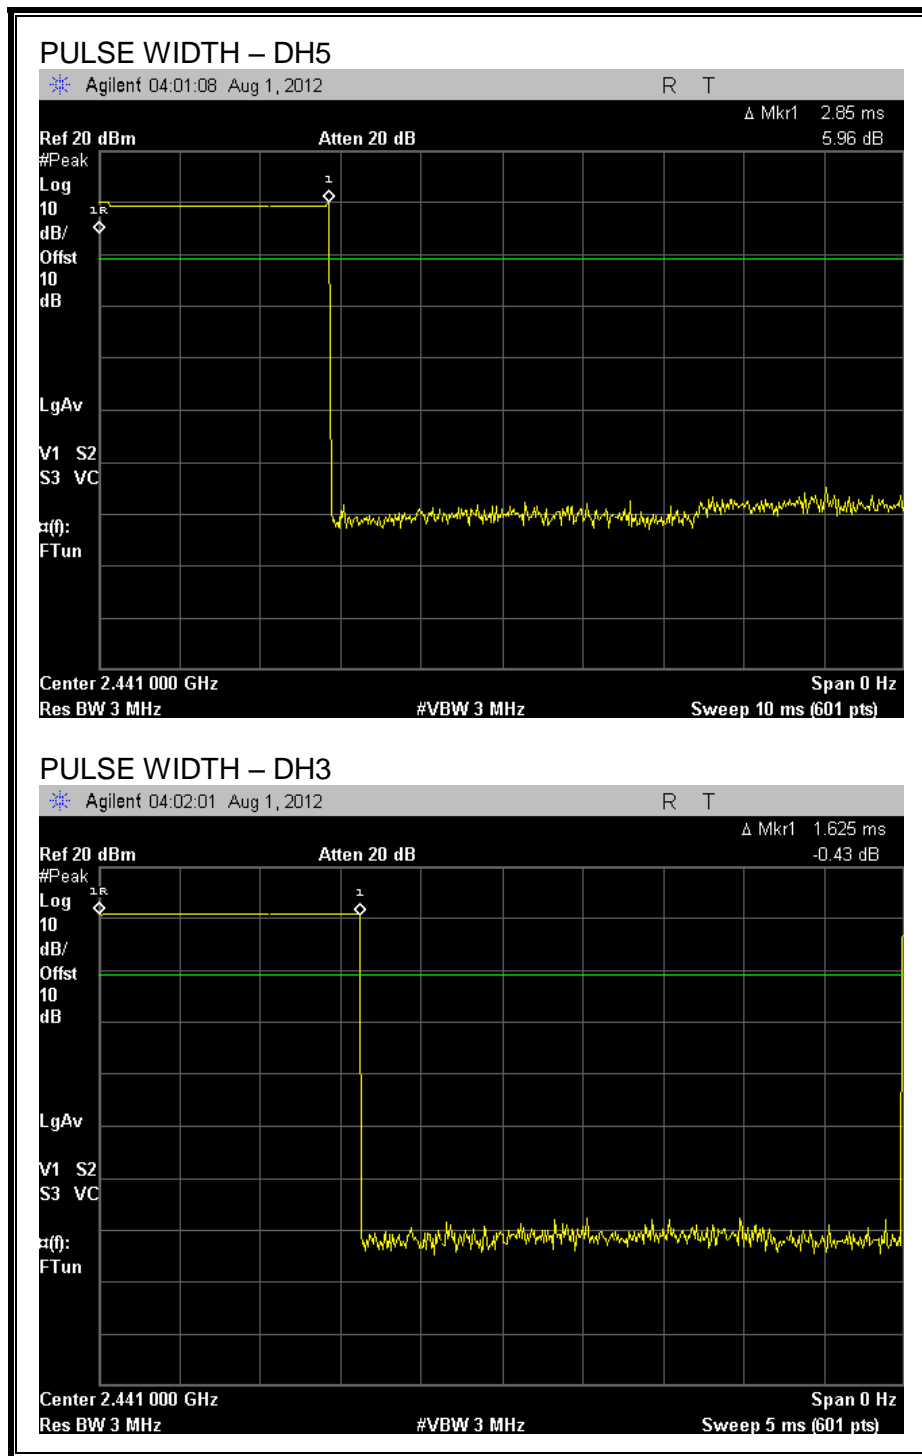 PULSE WIDTH – DH5
Agilent 04:01:08 Aug 1, 2012 R T
Δ Mkr1 2.85 ms
Ref 20 dBm Atten 20 dB 5.96 dB
#Peak
Log
10
dB/
Offst
10
dB
1R
1
LgAv
V1 S2
S3 VC
¤(f):
FTun
Center 2.441 000 GHz Span 0 Hz
Res BW 3 MHz #VBW 3 MHz Sweep 10 ms (601 pts)
PULSE WIDTH – DH3
Agilent 04:02:01 Aug 1, 2012 R T
Δ Mkr1 1.625 ms
Ref 20 dBm Atten 20 dB -0.43 dB
#Peak
Log
10
dB/
Offst
10
dB
1R
1
LgAv
V1 S2
S3 VC
¤(f):
FTun
Center 2.441 000 GHz Span 0 Hz
Res BW 3 MHz #VBW 3 MHz Sweep 5 ms (601 pts)